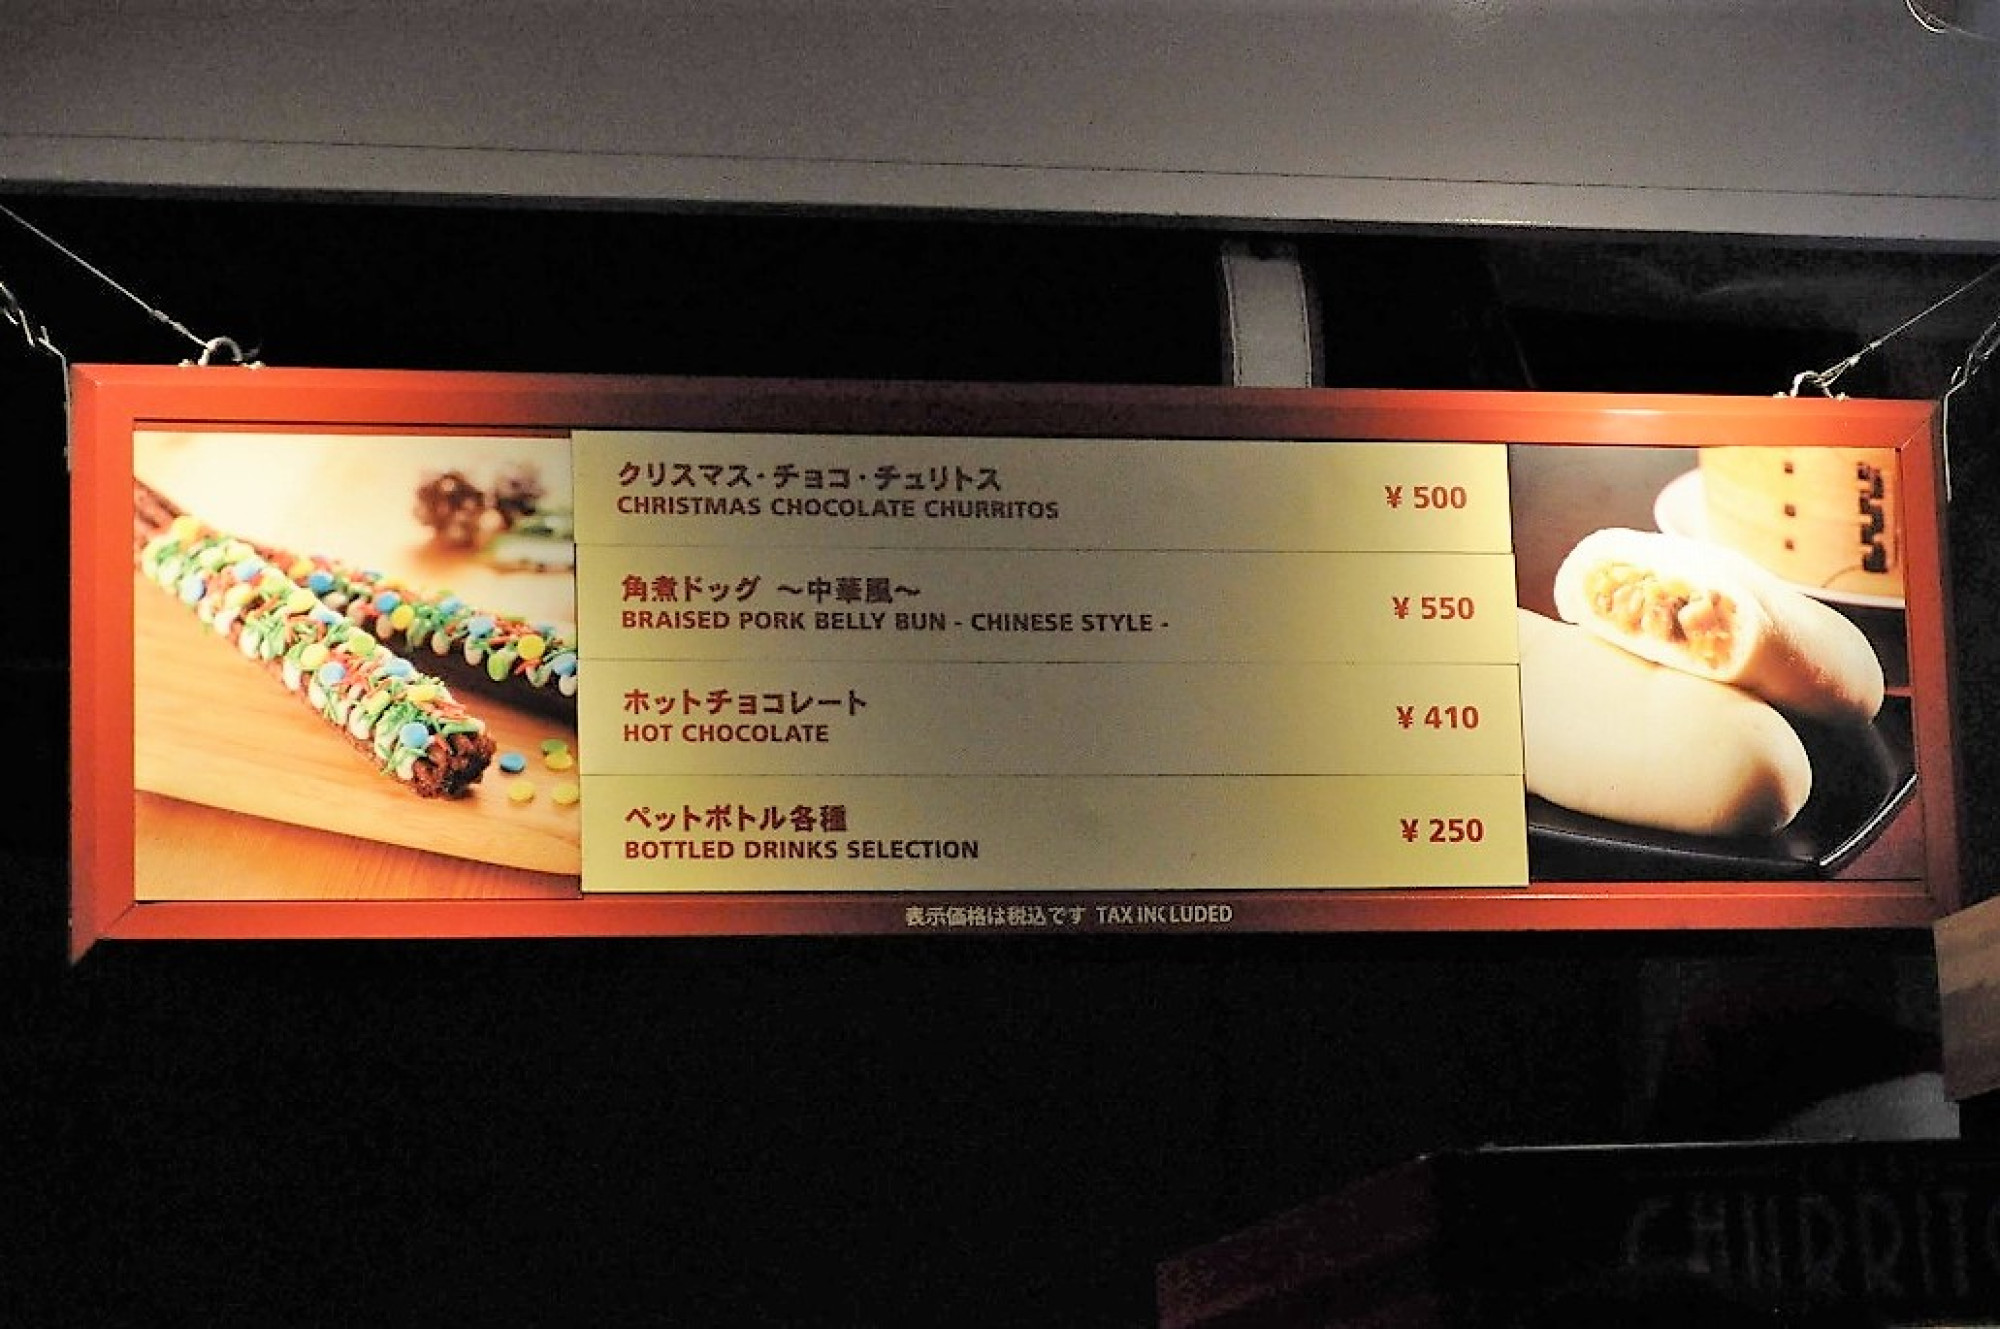 クリスマス・チョコ・チュリトス
CHRISTMAS CHOCOLATE CHURRITOS
¥ 500
角煮ドッグ ～中華風～
BRAISED PORK BELLY BUN - CHINESE STYLE -
¥ 550
ホットチョコレート
HOT CHOCOLATE
¥ 410
ペットボトル各種
BOTTLED DRINKS SELECTION
¥ 250
表示価格は税込です TAX INCLUDED